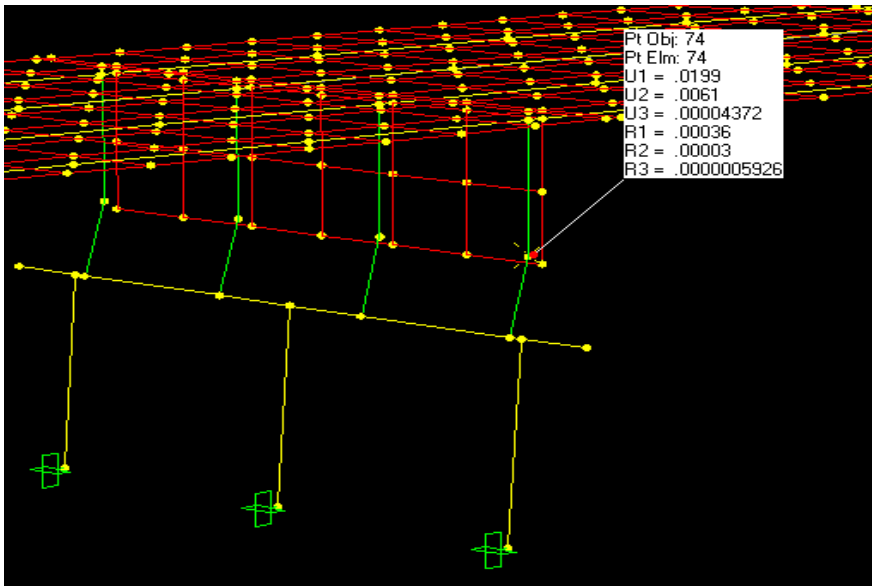 Pt Obj: 74
Pt Elm: 74
U1 = .0199
U2 = .0061
U3 = .00004372
R1 = .00036
R2 = .00003
R3 = .0000005926